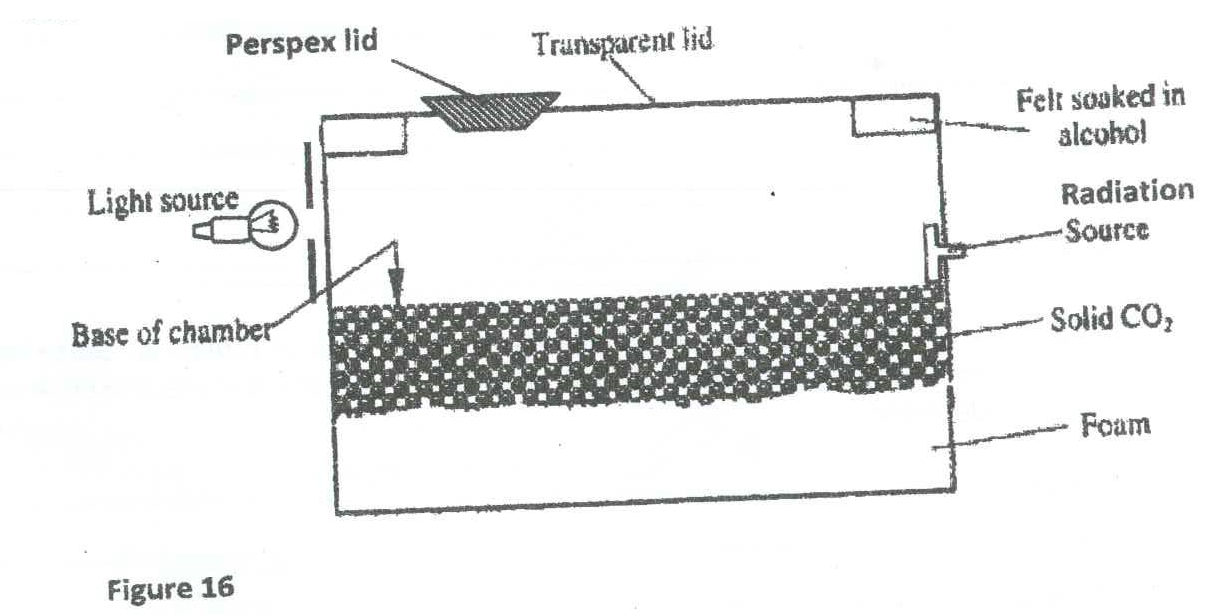 Perspex lid
Transparent lid
Felt soaked in
alcohol
Light source
Radiation
Source
Base of chamber
Solid CO₂
Foam
Figure 16